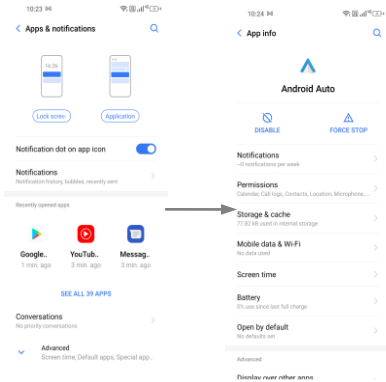 10:23
Apps & notifications
16:35
Lock screen
Application
Notification dot on app icon
Notifications
Notification history, bubbles, recently sent
Recently opened apps
Google..
YouTub..
Messag..
1 min. ago
3 min. ago
3 min. ago
SEE ALL 39 APPS
Conversations
No priority conversations
Advanced
Screen time, Default apps, Special app..
10:24
App info
Android Auto
DISABLE
FORCE STOP
Notifications
~0 notifications per week
Permissions
Calendar, Call logs, Contacts, Location, Microphone, ...
Storage & cache
77.82 kB used in internal storage
Mobile data & Wi-Fi
No data used
Screen time
Battery
0% use since last full charge
Open by default
No defaults set
Advanced
Display over other apps